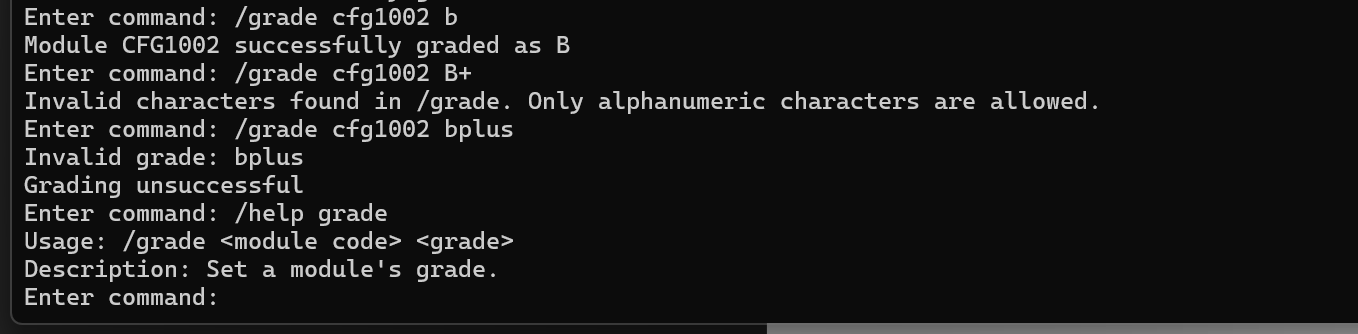 Enter command: /grade cfg1002 b
Module CFG1002 successfully graded as B
Enter command: /grade cfg1002 B+
Invalid characters found in /grade. Only alphanumeric characters are allowed.
Enter command: /grade cfg1002 bplus
Invalid grade: bplus
Grading unsuccessful
Enter command: /help grade
Usage: /grade <module code> <grade>
Description: Set a module's grade.
Enter command: